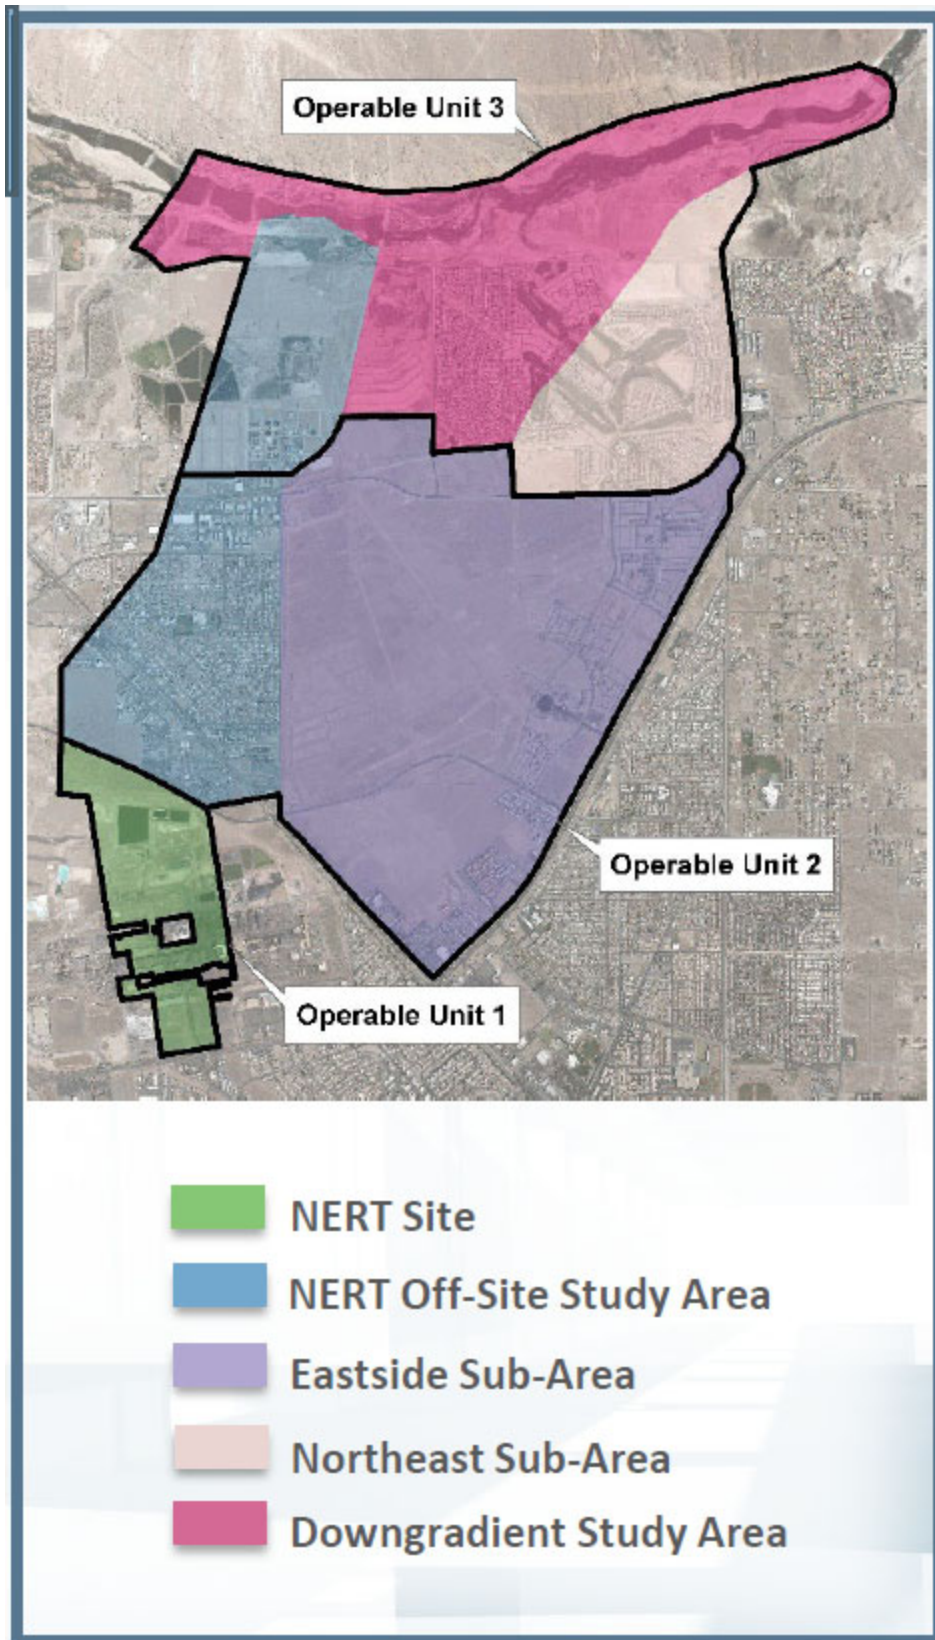 Operable Unit 3
Operable Unit 2
Operable Unit 1
NERT Site
NERT Off-Site Study Area
Eastside Sub-Area
Northeast Sub-Area
Downgradient Study Area